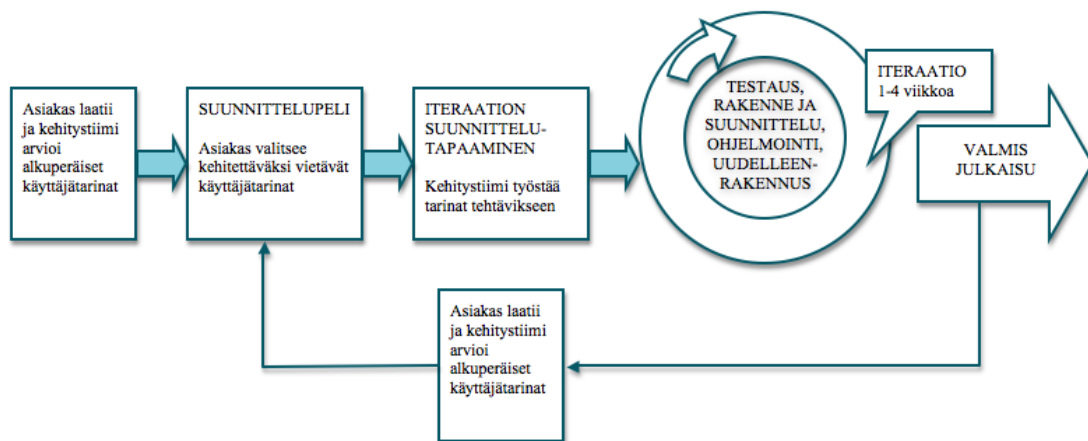 Asiakas laatii
ja kehitystiimi
arvioi
alkuperäiset
käyttäjätarinat
SUUNNITTELUPELI
Asiakas valitsee
kehitettäväksi vietävät
käyttäjätarinat
ITERAATION
SUUNNITTELU-
TAPAAMINEN
Kehitystiimi työstää
tarinat tehtävikseen
TESTAUS,
RAKENNE JA
SUUNNITTELU,
OHJELMOINTI,
UUDELLEEN-
RAKENNUS
ITERAATIO
1-4 viikkoa
VALMIS
JULKAISU
Asiakas laatii
ja kehitystiimi
arvioi
alkuperäiset
käyttäjätarinat